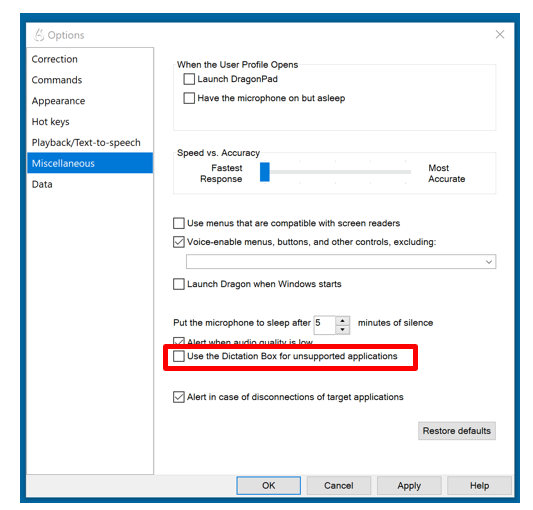 Options
Correction
Commands
Appearance
Hot keys
Playback/Text-to-speech
Miscellaneous
Data
When the User Profile Opens
Launch DragonPad
Have the microphone on but asleep
Speed vs. Accuracy
Fastest
Response
Most
Accurate
Use menus that are compatible with screen readers
Voice-enable menus, buttons, and other controls, excluding:
Launch Dragon when Windows starts
Put the microphone to sleep after 5 minutes of silence
Alert when audio quality is low
Use the Dictation Box for unsupported applications
Alert in case of disconnections of target applications
Restore defaults
OK Cancel Apply Help